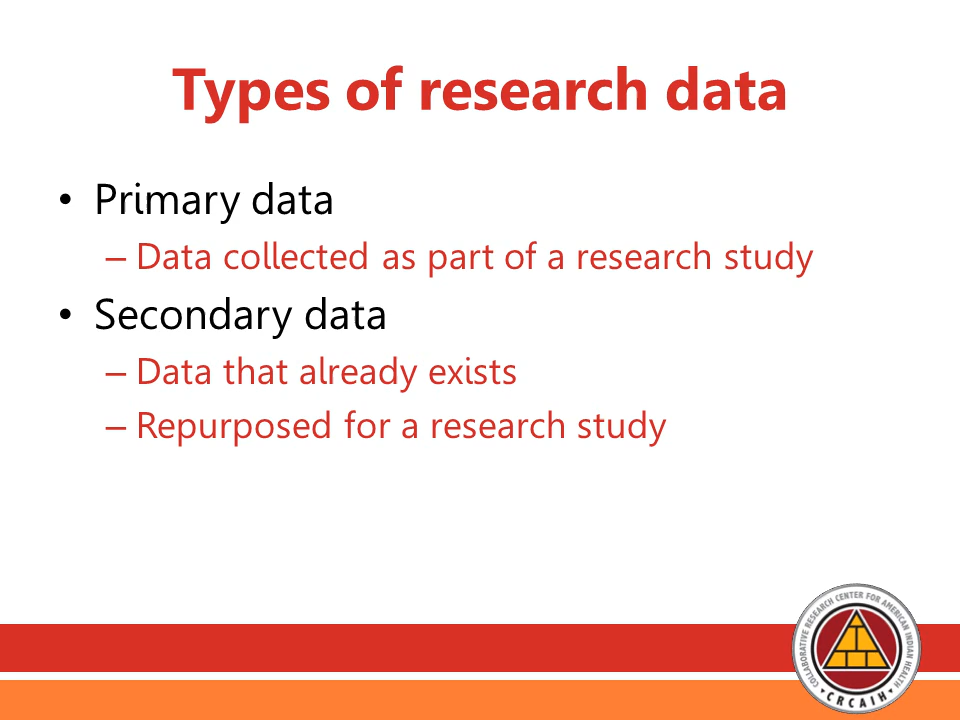 Types of research data
• Primary data
– Data collected as part of a research study
• Secondary data
– Data that already exists
– Repurposed for a research study
COLLABORATIVE RESEARCH CENTER FOR AMERICAN INDIAN HEALTH
• CRCAIH •